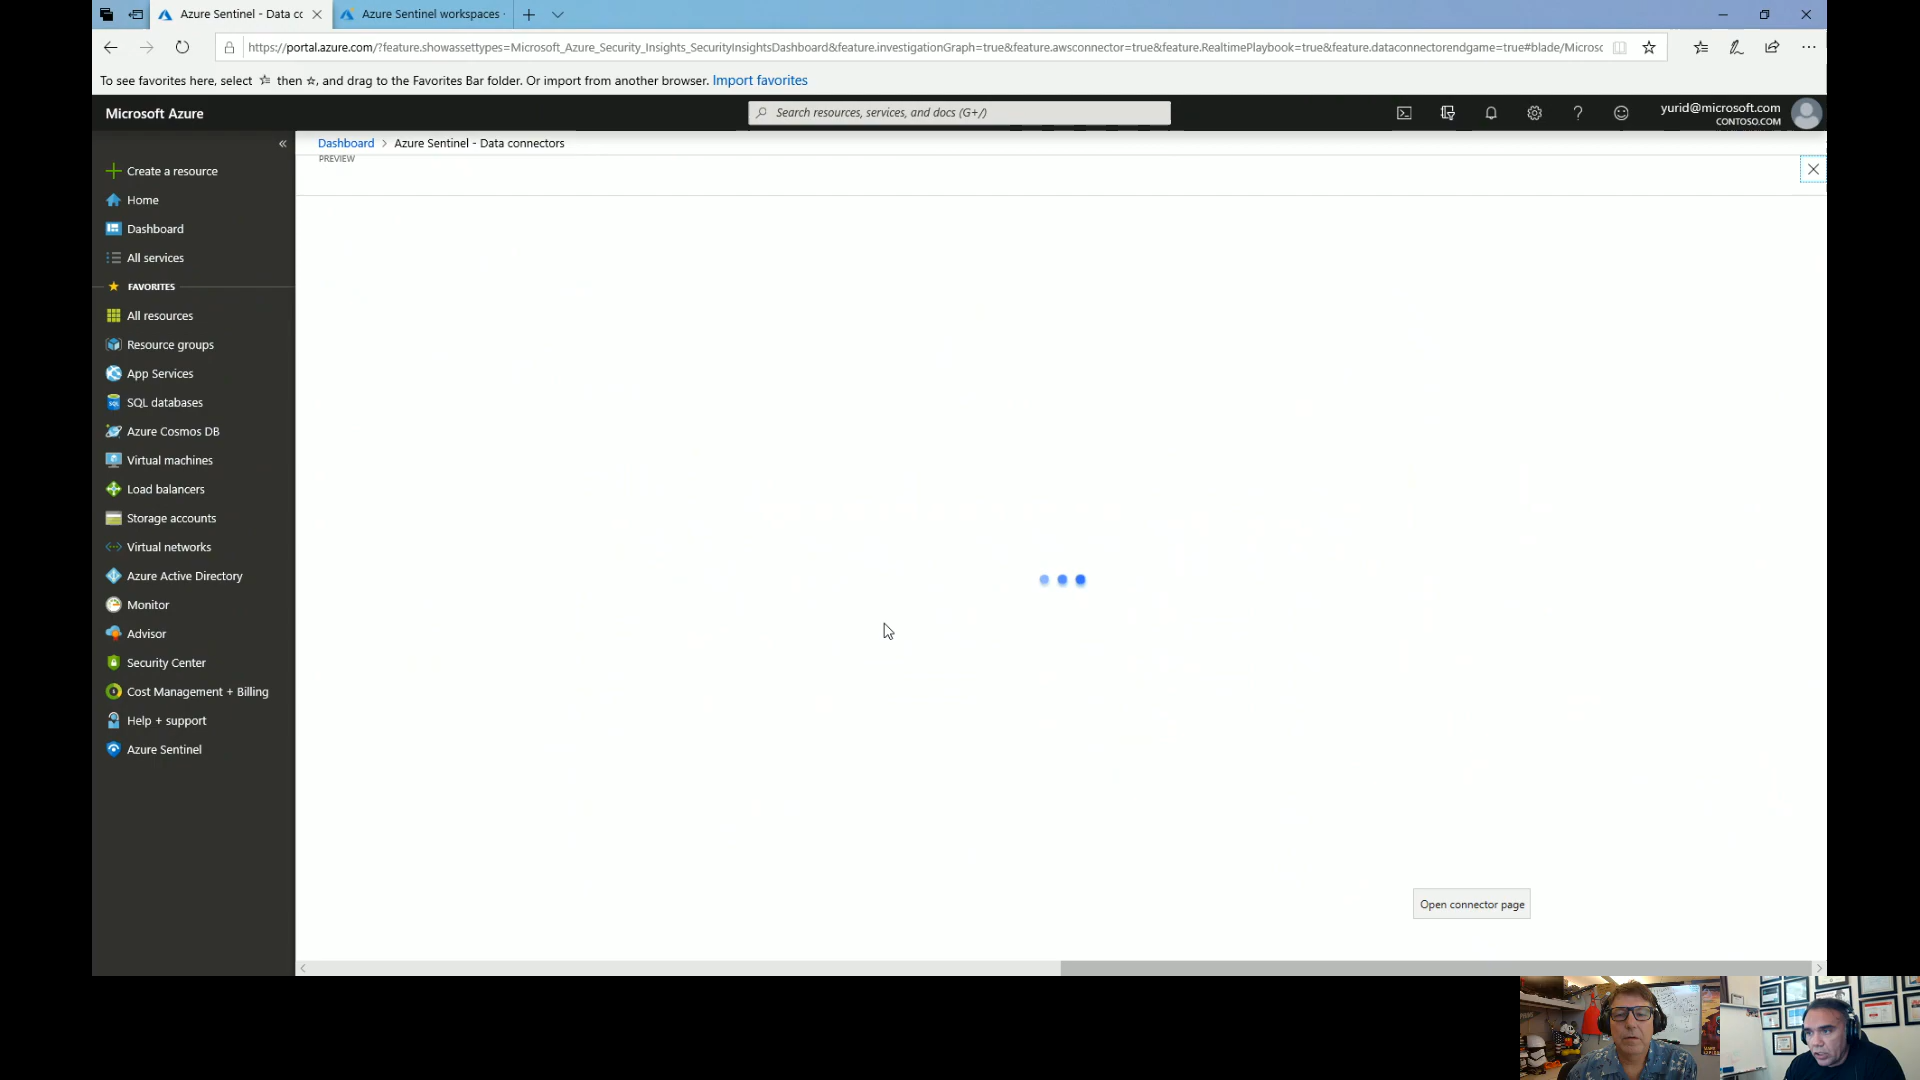 Azure Sentinel - Data cc
Azure Sentinel workspaces
https://portal.azure.com/?feature.showassettypes=Microsoft_Azure_Security_Insights_SecurityInsightsDashboard&feature.investigationGraph=true&feature.awsconnector=true&feature.RealtimePlaybook=true&feature.dataconnectorendgame=true#blade/Microsc
To see favorites here, select then ☆, and drag to the Favorites Bar folder. Or import from another browser. Import favorites
Microsoft Azure
Search resources, services, and docs (G+/)
yurid@microsoft.com
CONTOSO.COM
Dashboard > Azure Sentinel - Data connectors
PREVIEW
Create a resource
Home
Dashboard
All services
FAVORITES
All resources
Resource groups
App Services
SQL databases
Azure Cosmos DB
Virtual machines
Load balancers
Storage accounts
Virtual networks
Azure Active Directory
Monitor
Advisor
Security Center
Cost Management + Billing
Help + support
Azure Sentinel
Open connector page